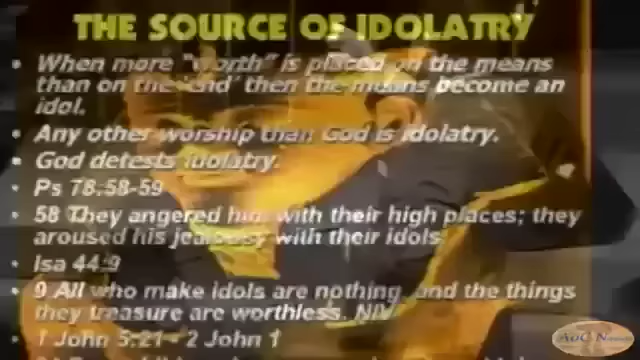 THE SOURCE OF IDOLATRY
• When more "worth" is placed on the means
than on the 'end' then the means become an
idol.
• Any other worship than God is idolatry.
• God detests idolatry.
• Ps 78.58-59
• 58 They angered him with their high places; they
aroused his jealousy with their idols
• Isa 44:9
• 9 All who make idols are nothing, and the things
they treasure are worthless. NIV
• 1 John 5:21 - 2 John 1
AoC